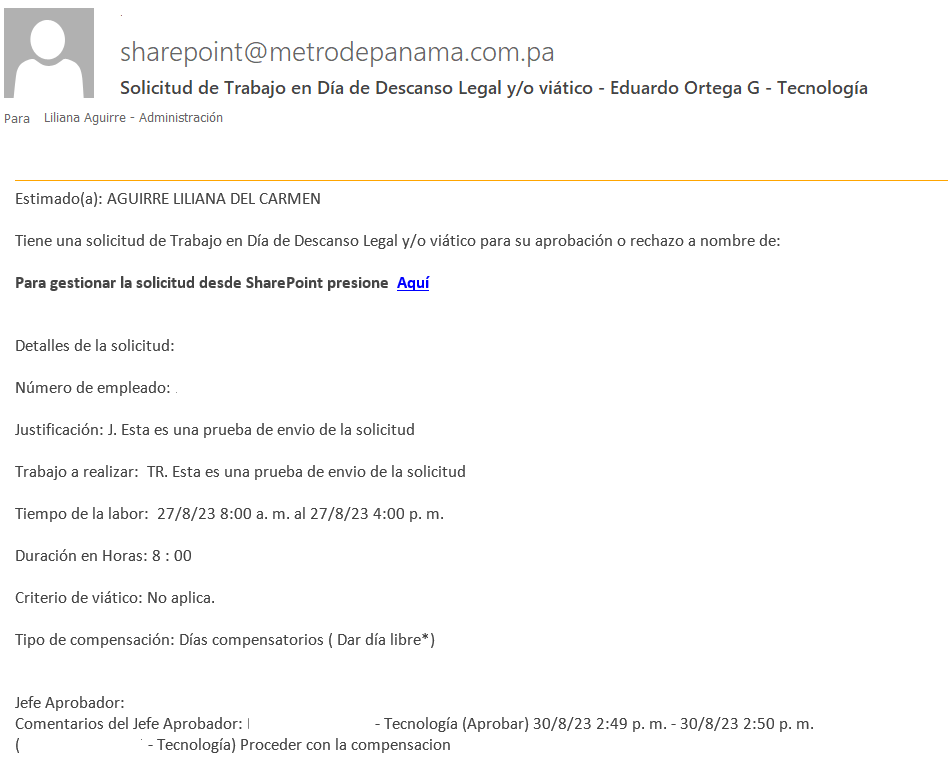 sharepoint@metrodepanama.com.pa
Solicitud de Trabajo en Día de Descanso Legal y/o viático - Eduardo Ortega G - Tecnología
Para Liliana Aguirre - Administración
Estimado(a): AGUIRRE LILIANA DEL CARMEN
Tiene una solicitud de Trabajo en Día de Descanso Legal y/o viático para su aprobación o rechazo a nombre de:
Para gestionar la solicitud desde SharePoint presione Aquí
Detalles de la solicitud:
Número de empleado:
Justificación: J. Esta es una prueba de envio de la solicitud
Trabajo a realizar: TR. Esta es una prueba de envio de la solicitud
Tiempo de la labor: 27/8/23 8:00 a. m. al 27/8/23 4:00 p. m.
Duración en Horas: 8 : 00
Criterio de viático: No aplica.
Tipo de compensación: Días compensatorios ( Dar día libre*)
Jefe Aprobador:
Comentarios del Jefe Aprobador: - Tecnología (Aprobar) 30/8/23 2:49 p. m. - 30/8/23 2:50 p. m.
( - Tecnología) Proceder con la compensacion